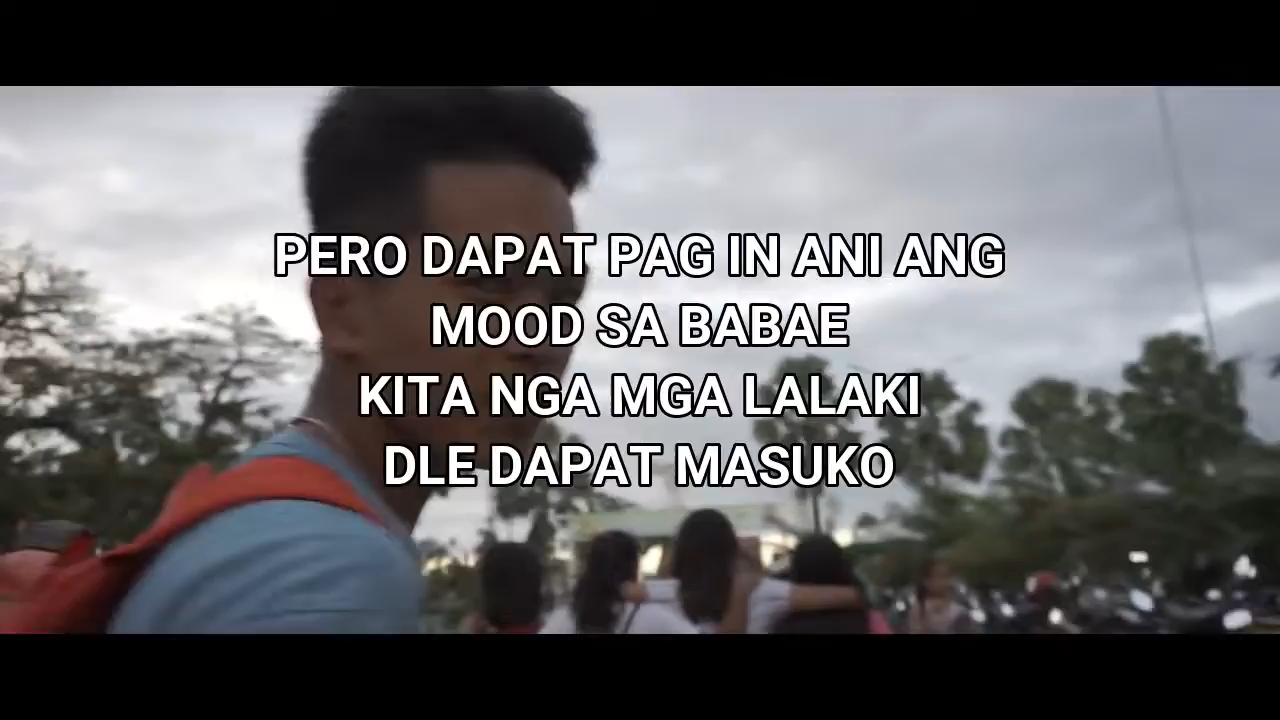 PERO DAPAT PAG IN ANI ANG
MOOD SA BABAE
KITA NGA MGA LALAKI
DLE DAPAT MASUKO